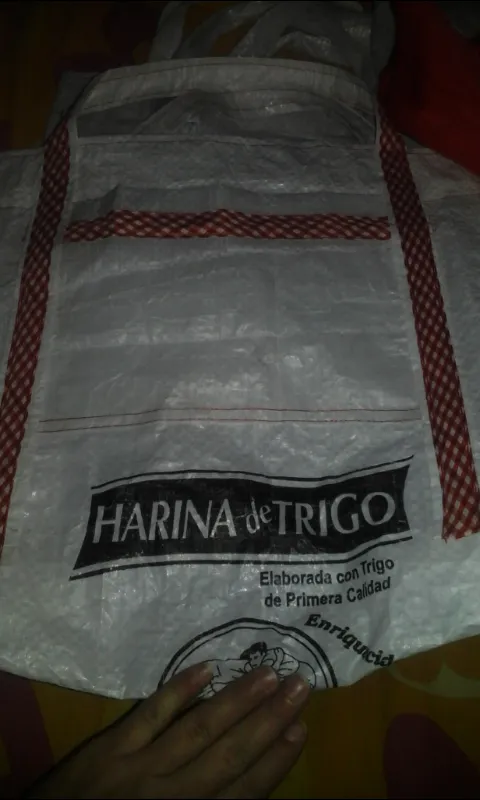 HARINA de TRIGO
Elaborada con Trigo
de Primera Calidad